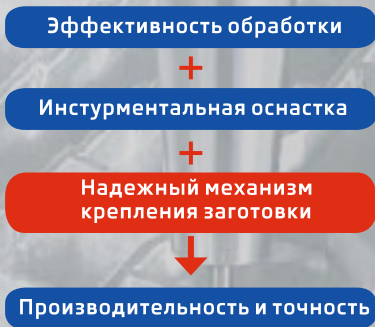 Эффективность обработки
+
Инстурментальная оснастка
+
Надежный механизм
крепления заготовки
Производительность и точность